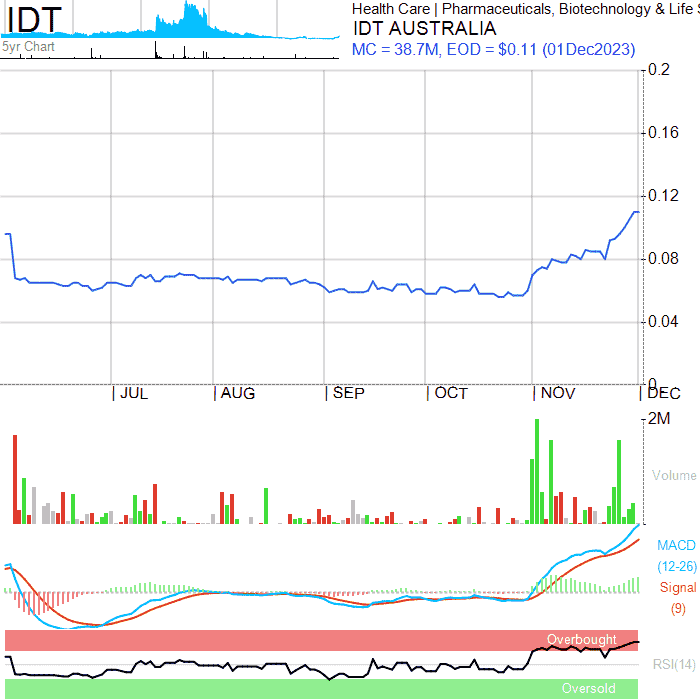 IDT
5yr Chart
Health Care | Pharmaceuticals, Biotechnology & Life S
IDT AUSTRALIA
MC = 38.7M, EOD = $0.11 (01Dec2023)
0.2
0.16
0.12
0.08
0.04
0
| JUL | AUG | SEP | OCT | NOV | DEC
2M
Volume
MACD
(12-26)
Signal
(9)
Overbought
RSI(14)
Oversold